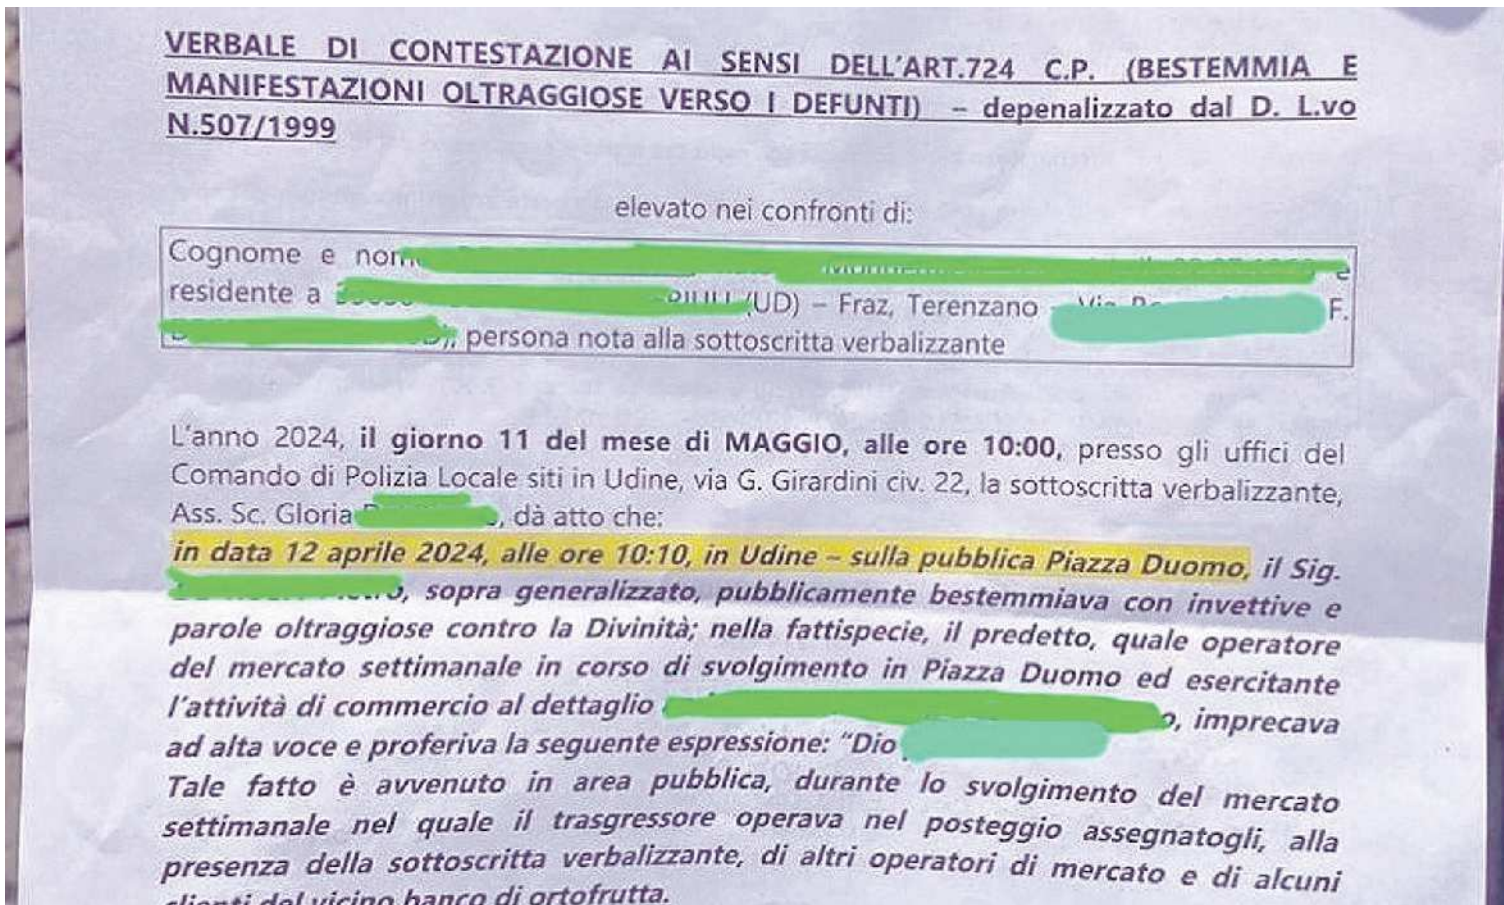 VERBALE DI CONTESTAZIONE AI SENSI DELL'ART.724 C.P. (BESTEMMIA E
MANIFESTAZIONI OLTRAGGIOSE VERSO I DEFUNTI) – depenalizzato dal D. L.vo
N.507/1999
elevato nei confronti di:
Cognome e nom e
residente a (UD) – Fraz, Terenzano F.
persona nota alla sottoscritta verbalizzante
L'anno 2024, il giorno 11 del mese di MAGGIO, alle ore 10:00, presso gli uffici del
Comando di Polizia Locale siti in Udine, via G. Girardini civ. 22, la sottoscritta verbalizzante,
Ass. Sc. Gloria , dà atto che:
in data 12 aprile 2024, alle ore 10:10, in Udine – sulla pubblica Piazza Duomo, il Sig.
, sopra generalizzato, pubblicamente bestemmiava con invettive e
parole oltraggiose contro la Divinità; nella fattispecie, il predetto, quale operatore
del mercato settimanale in corso di svolgimento in Piazza Duomo ed esercitante
l'attività di commercio al dettaglio o, imprecava
ad alta voce e proferiva la seguente espressione: "Dio
Tale fatto è avvenuto in area pubblica, durante lo svolgimento del mercato
settimanale nel quale il trasgressore operava nel posteggio assegnatogli, alla
presenza della sottoscritta verbalizzante, di altri operatori di mercato e di alcuni
clienti del vicino banco di ortofrutta.